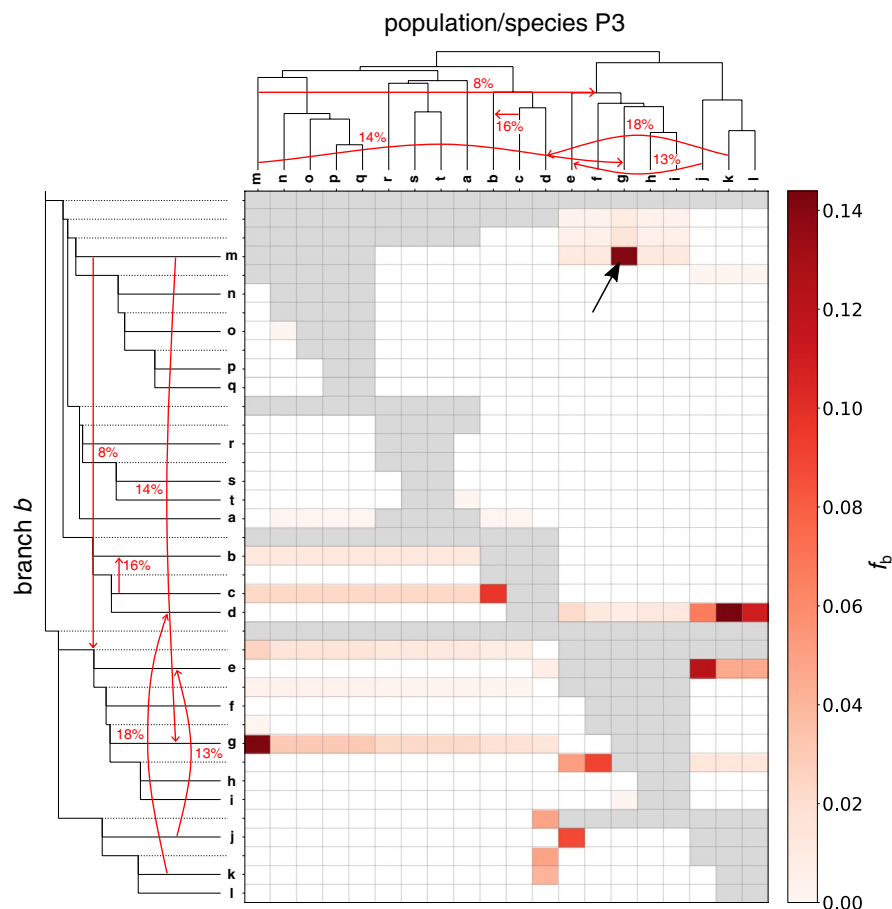 population/species P3
8%
16%
18%
14%
13%
m n o p q r s t a b c d e f g h i j k l
m
n
o
p
q
r
s
t
a
b
c
d
e
f
g
h
i
j
k
l
8%
14%
16%
18%
13%
branch b
0.14
0.12
0.10
0.08
0.06
0.04
0.02
0.00
fb